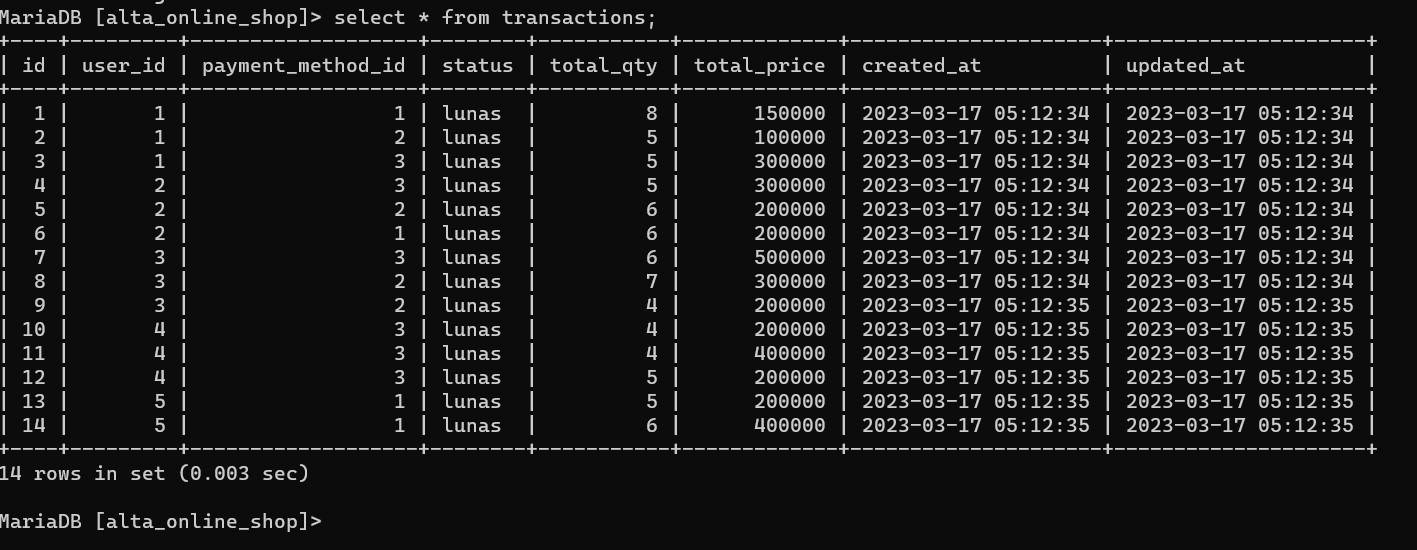 MariaDB [alta_online_shop]> select * from transactions;
+----+---------+-------------------+--------+-----------+-------------+---------------------+---------------------+
| id | user_id | payment_method_id | status | total_qty | total_price | created_at          | updated_at          |
+----+---------+-------------------+--------+-----------+-------------+---------------------+---------------------+
|  1 |       1 |                 1 | lunas  |         8 |      150000 | 2023-03-17 05:12:34 | 2023-03-17 05:12:34 |
|  2 |       1 |                 2 | lunas  |         5 |      100000 | 2023-03-17 05:12:34 | 2023-03-17 05:12:34 |
|  3 |       1 |                 3 | lunas  |         5 |      300000 | 2023-03-17 05:12:34 | 2023-03-17 05:12:34 |
|  4 |       2 |                 3 | lunas  |         5 |      300000 | 2023-03-17 05:12:34 | 2023-03-17 05:12:34 |
|  5 |       2 |                 2 | lunas  |         6 |      200000 | 2023-03-17 05:12:34 | 2023-03-17 05:12:34 |
|  6 |       2 |                 1 | lunas  |         6 |      200000 | 2023-03-17 05:12:34 | 2023-03-17 05:12:34 |
|  7 |       3 |                 3 | lunas  |         6 |      500000 | 2023-03-17 05:12:34 | 2023-03-17 05:12:34 |
|  8 |       3 |                 2 | lunas  |         7 |      300000 | 2023-03-17 05:12:34 | 2023-03-17 05:12:34 |
|  9 |       3 |                 2 | lunas  |         4 |      200000 | 2023-03-17 05:12:35 | 2023-03-17 05:12:35 |
| 10 |       4 |                 3 | lunas  |         4 |      200000 | 2023-03-17 05:12:35 | 2023-03-17 05:12:35 |
| 11 |       4 |                 3 | lunas  |         4 |      400000 | 2023-03-17 05:12:35 | 2023-03-17 05:12:35 |
| 12 |       4 |                 3 | lunas  |         5 |      200000 | 2023-03-17 05:12:35 | 2023-03-17 05:12:35 |
| 13 |       5 |                 1 | lunas  |         5 |      200000 | 2023-03-17 05:12:35 | 2023-03-17 05:12:35 |
| 14 |       5 |                 1 | lunas  |         6 |      400000 | 2023-03-17 05:12:35 | 2023-03-17 05:12:35 |
+----+---------+-------------------+--------+-----------+-------------+---------------------+---------------------+
14 rows in set (0.003 sec)
MariaDB [alta_online_shop]>